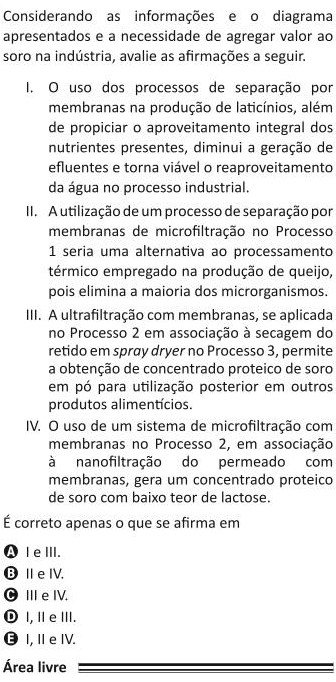 Considerando as informações e o diagrama
apresentados e a necessidade de agregar valor ao
soro na indústria, avalie as afirmações a seguir.
I. O uso dos processos de separação por
membranas na produção de laticínios, além
de propiciar o aproveitamento integral dos
nutrientes presentes, diminui a geração de
efluentes e torna viável o reaproveitamento
da água no processo industrial.
II. A utilização de um processo de separação por
membranas de microfiltração no Processo
1 seria uma alternativa ao processamento
térmico empregado na produção de queijo,
pois elimina a maioria dos microrganismos.
III. A ultrafiltração com membranas, se aplicada
no Processo 2 em associação à secagem do
retido em spray dryer no Processo 3, permite
a obtenção de concentrado proteico de soro
em pó para utilização posterior em outros
produtos alimentícios.
IV. O uso de um sistema de microfiltração com
membranas no Processo 2, em associação
à nanofiltração do permeado com
membranas, gera um concentrado proteico
de soro com baixo teor de lactose.
É correto apenas o que se afirma em
A I e III.
B II e IV.
C III e IV.
D I, II e III.
E I, II e IV.
Área livre